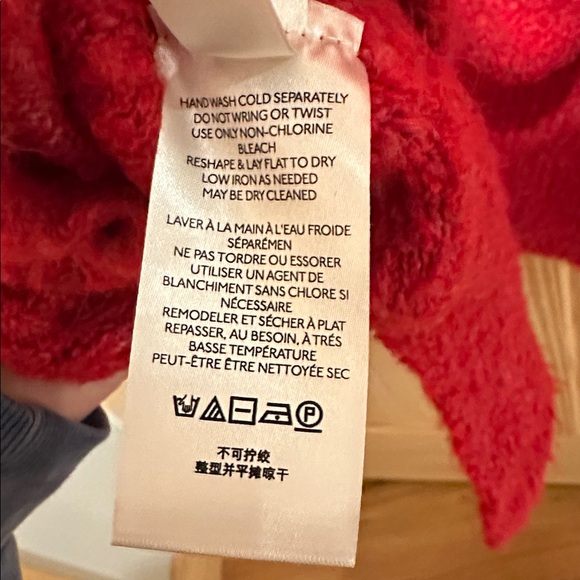 HAND WASH COLD SEPARATELY
DO NOT WRING OR TWIST
USE ONLY NON-CHLORINE
BLEACH
RESHAPE & LAY FLAT TO DRY
LOW IRON AS NEEDED
MAY BE DRY CLEANED
LAVER À LA MAIN À L'EAU FROIDE
SÉPARÉMEN
NE PAS TORDRE OU ESSORER
UTILISER UN AGENT DE
BLANCHIMENT SANS CHLORE SI
NÉCESSAIRE
REMODELER ET SÉCHER À PLAT
REPASSER, AU BESOIN, À TRÉS
BASSE TEMPÉRATURE
PEUT-ÊTRE ÊTRE NETTOYÉE SEC
P
不可拧绞
整型并平摊晾干